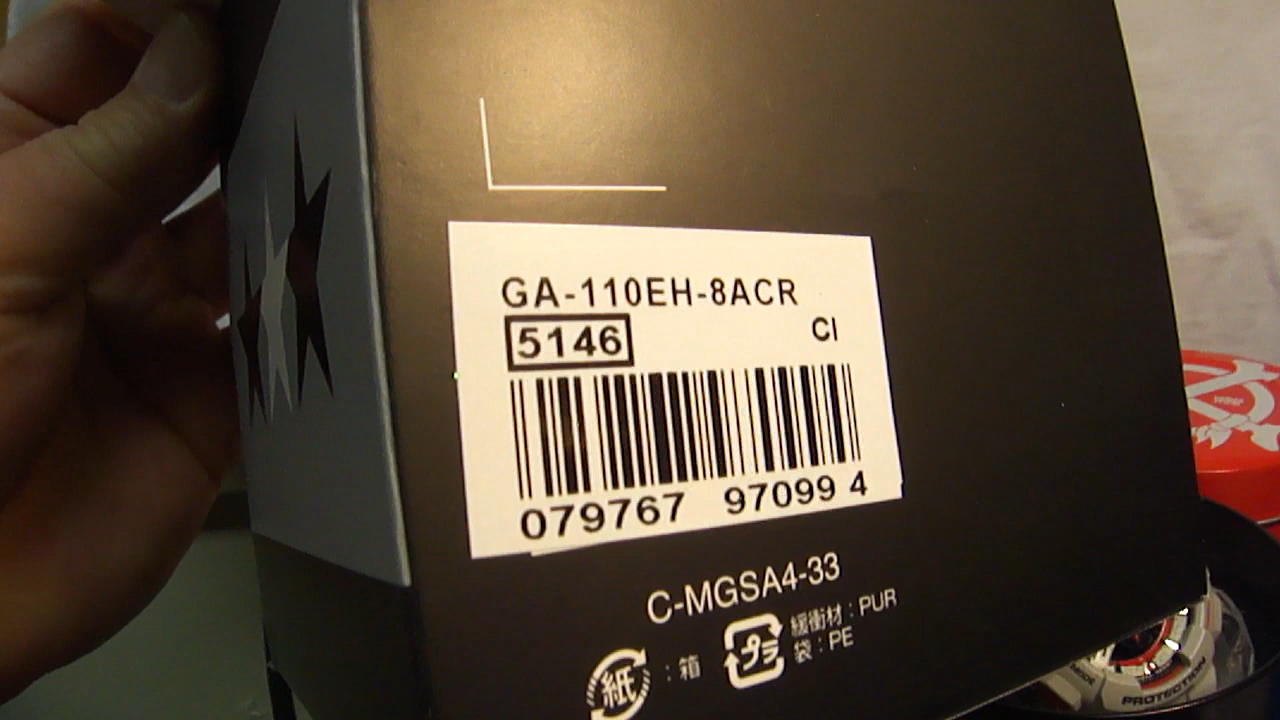 GA-110EH-8ACR
5146
CI
079767 97099 4
C-MGSA4-33
緩衝材 : PUR
袋 : PE
プラ
紙 : 箱
PROTECTION